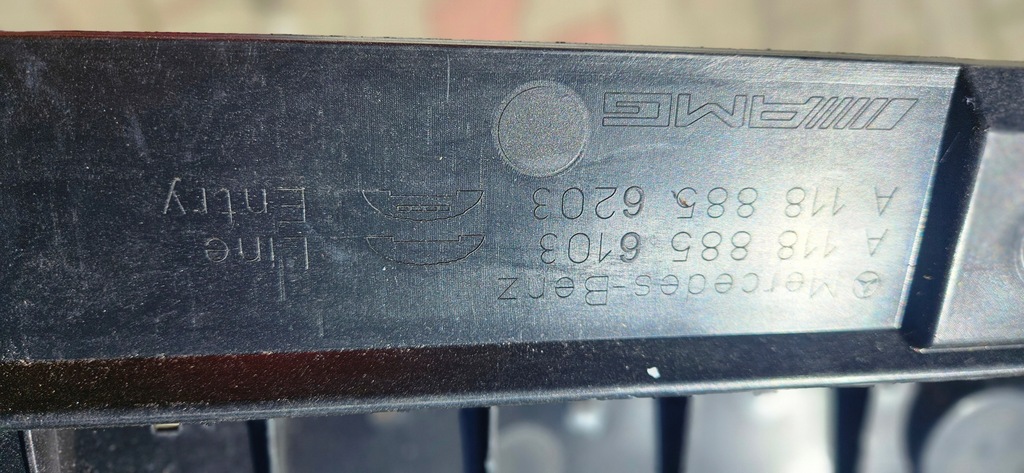 Mercedes-Benz
A 118 885 6103
A 118 885 6203
AMG
Line
Entry